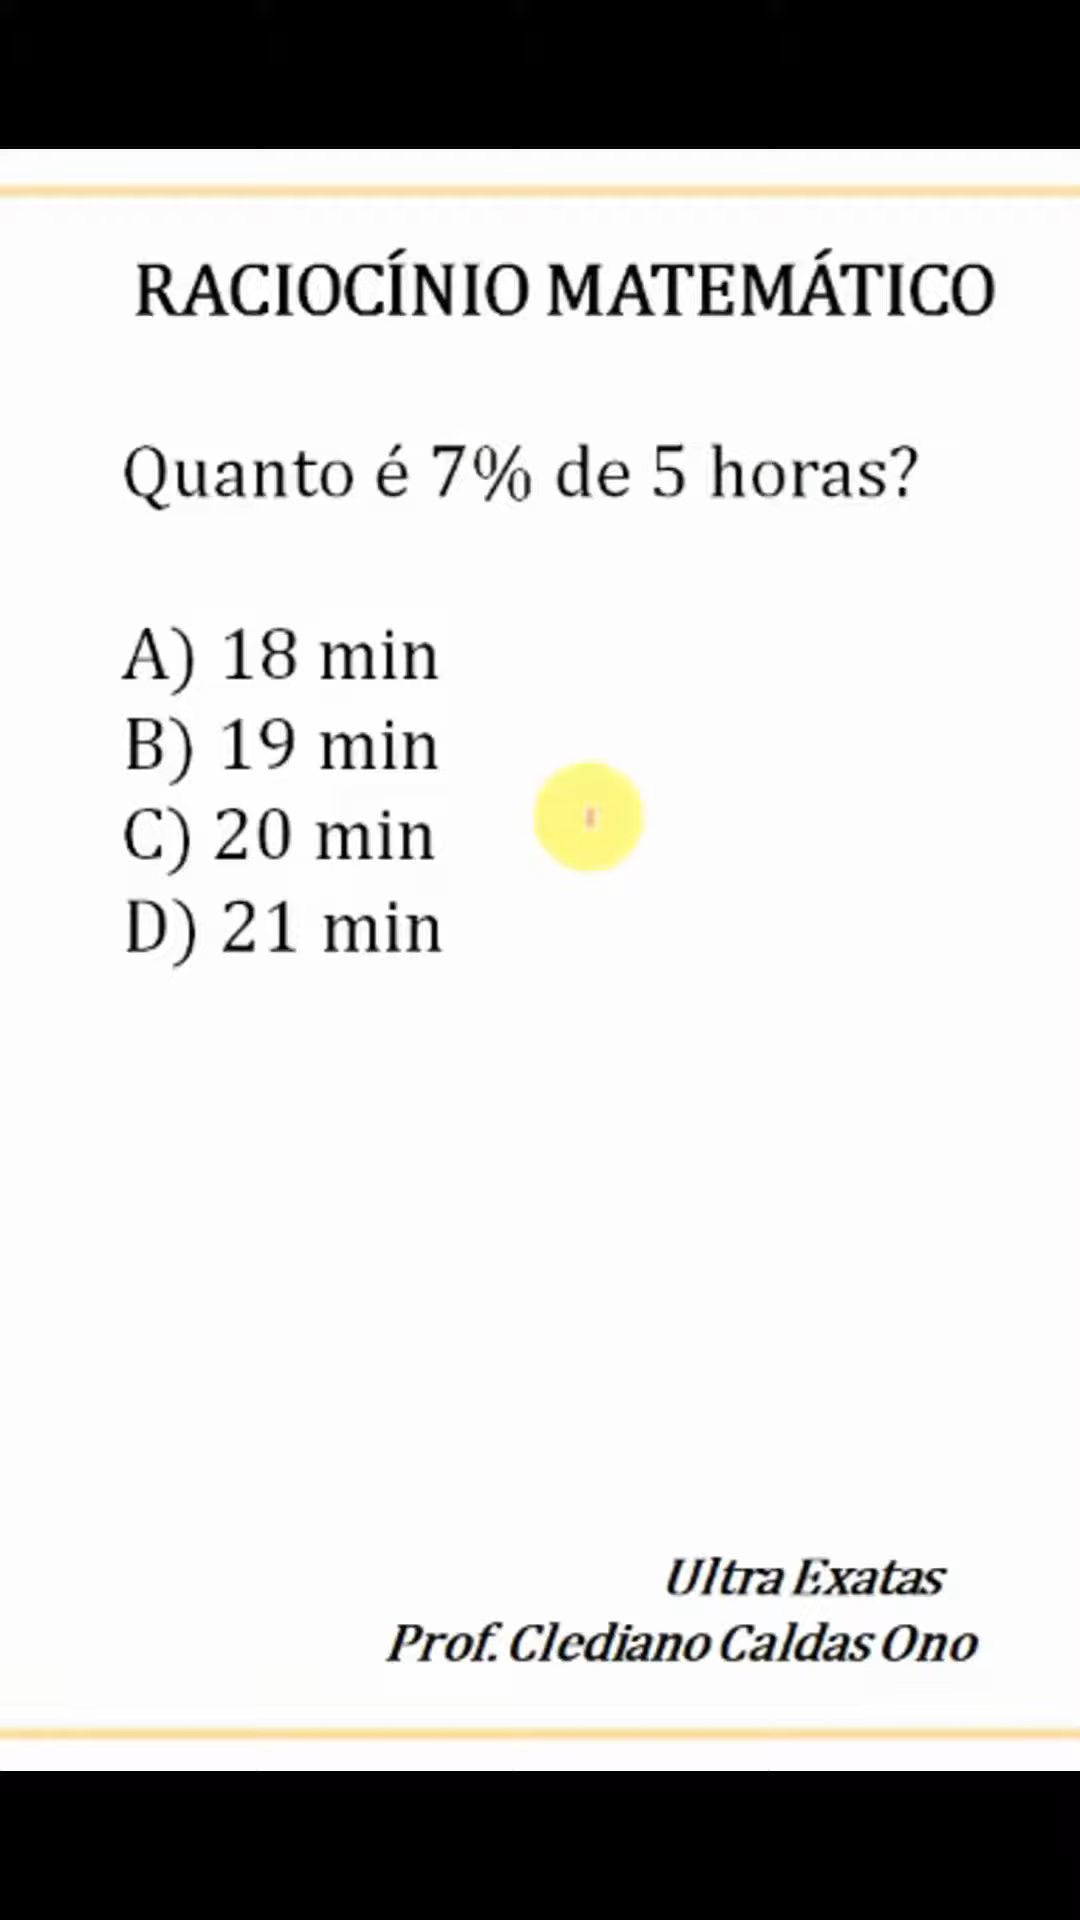 RACIOCÍNIO MATEMÁTICO
Quanto é 7% de 5 horas?
A) 18 min
B) 19 min
C) 20 min
D) 21 min
Ultra Exatas
Prof. Clediano Caldas Ono